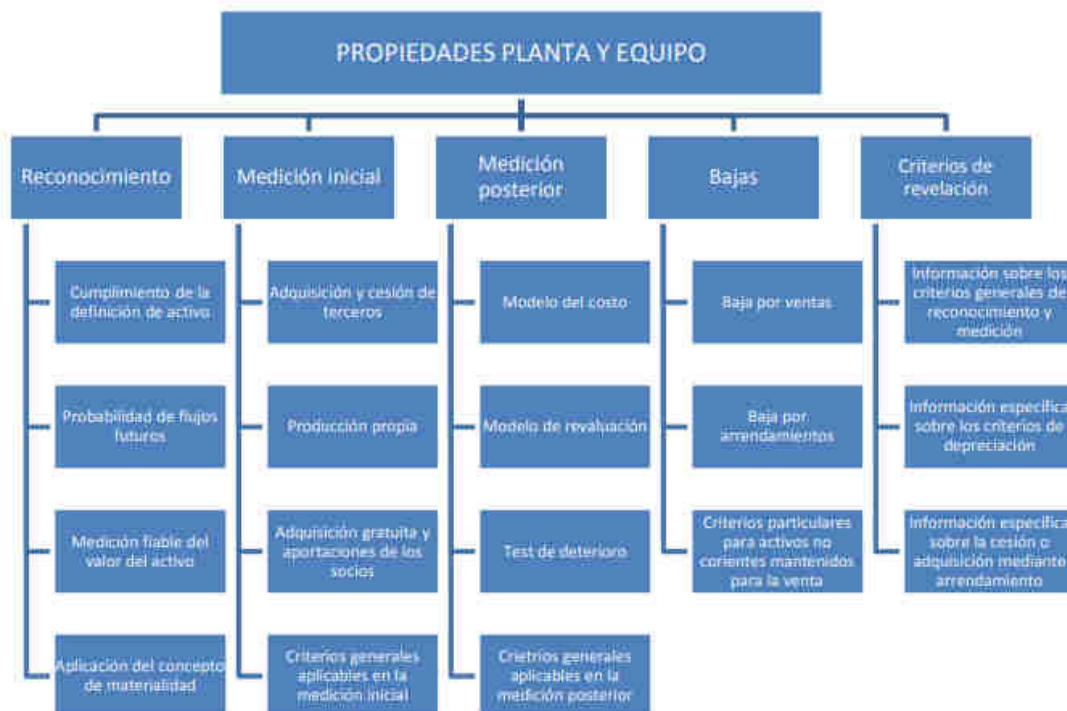 PROPIEDADES PLANTA Y EQUIPO
Reconocimiento
Cumplimiento de la
definición de activo
Probabilidad de flujos
futuros
Medición fiable del
valor del activo
Aplicación del concepto
de materialidad
Medición inicial
Adquisición y cesión de
terceros
Producción propia
Adquisición gratuita y
aportaciones de los
socios
Criterios generales
aplicables en la
medición inicial
Medición
posterior
Modelo del costo
Modelo de revaluación
Test de deterioro
Crietrios generales
aplicables en la
medición posterior
Bajas
Baja por ventas
Baja por
arrendamientos
Criterios particulares
para activos no
corientes mantenidos
para la venta
Criterios de
revelación
Información sobre los
criterios generales de
reconocimiento y
medición
Información especifica
sobre los criterios de
depreciación
Información especifica
sobre la cesión o
adquisición mediante
arrendamiento